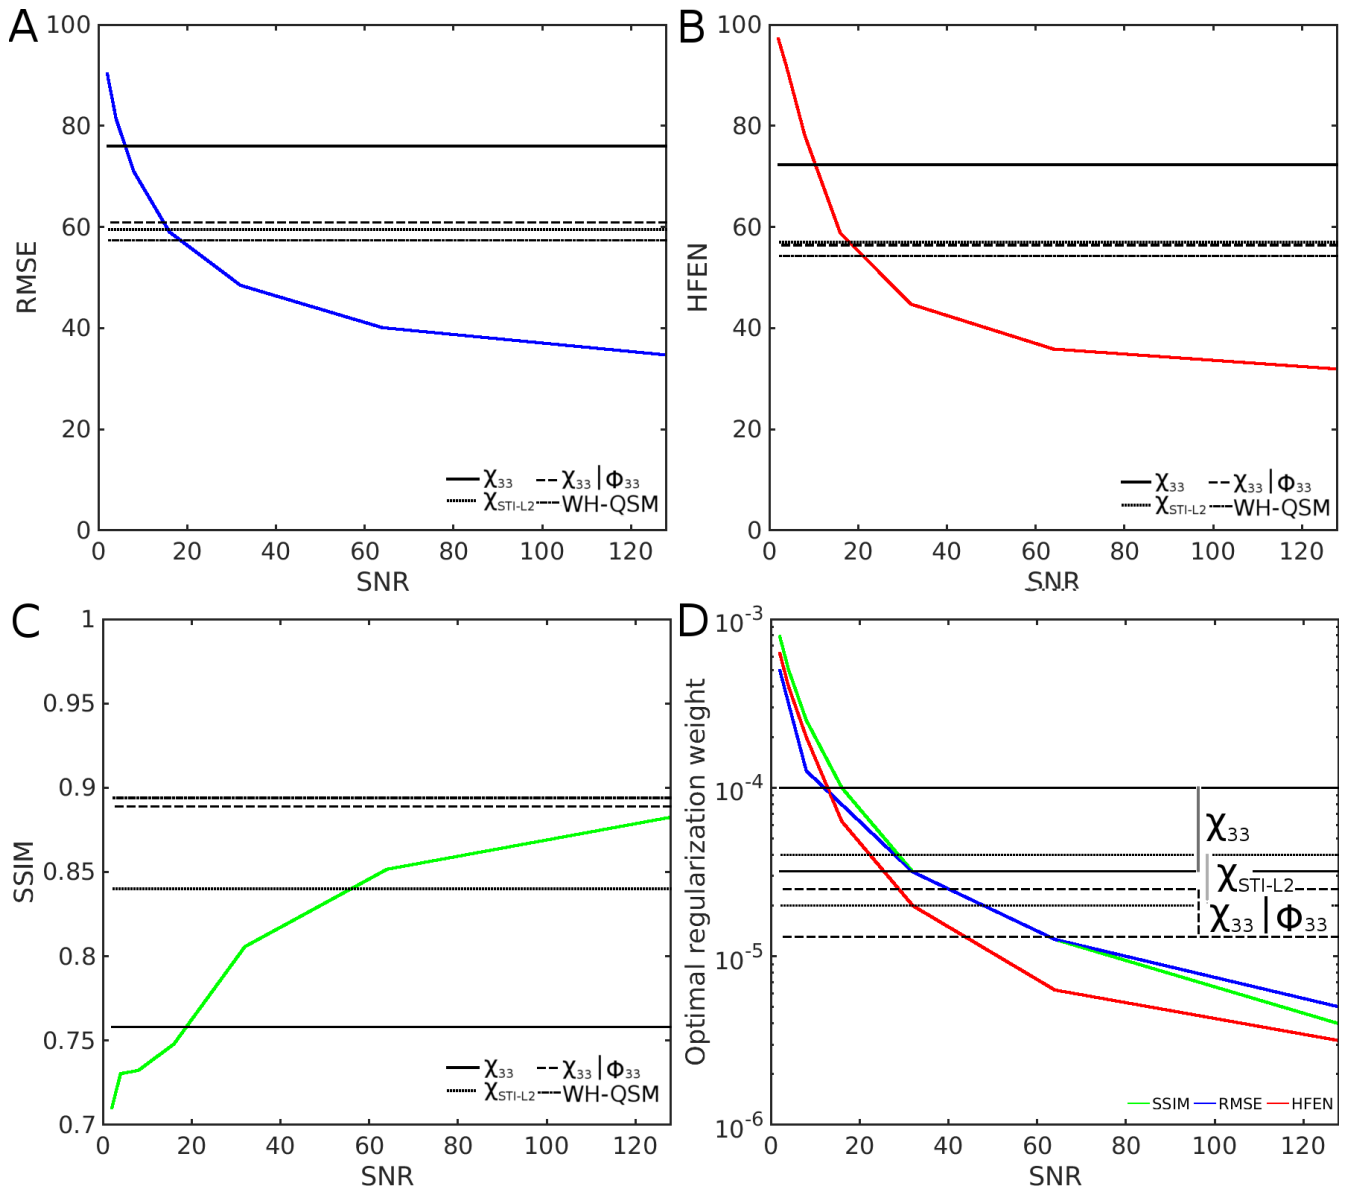 A
100
80
60
40
20
0
RMSE
χ33
χ33|Φ33
χSTI-L2
WH-QSM
0 20 40 60 80 100 120
SNR
B
100
80
60
40
20
0
HFEN
χ33
χ33|Φ33
χSTI-L2
WH-QSM
0 20 40 60 80 100 120
SNR
C
1
0.95
0.9
0.85
0.8
0.75
0.7
SSIM
χ33
χ33|Φ33
χSTI-L2
WH-QSM
0 20 40 60 80 100 120
SNR
D
10-3
10-4
10-5
10-6
Optimal regularization weight
χ33
χSTI-L2
χ33|Φ33
SSIM RMSE HFEN
0 20 40 60 80 100 120
SNR